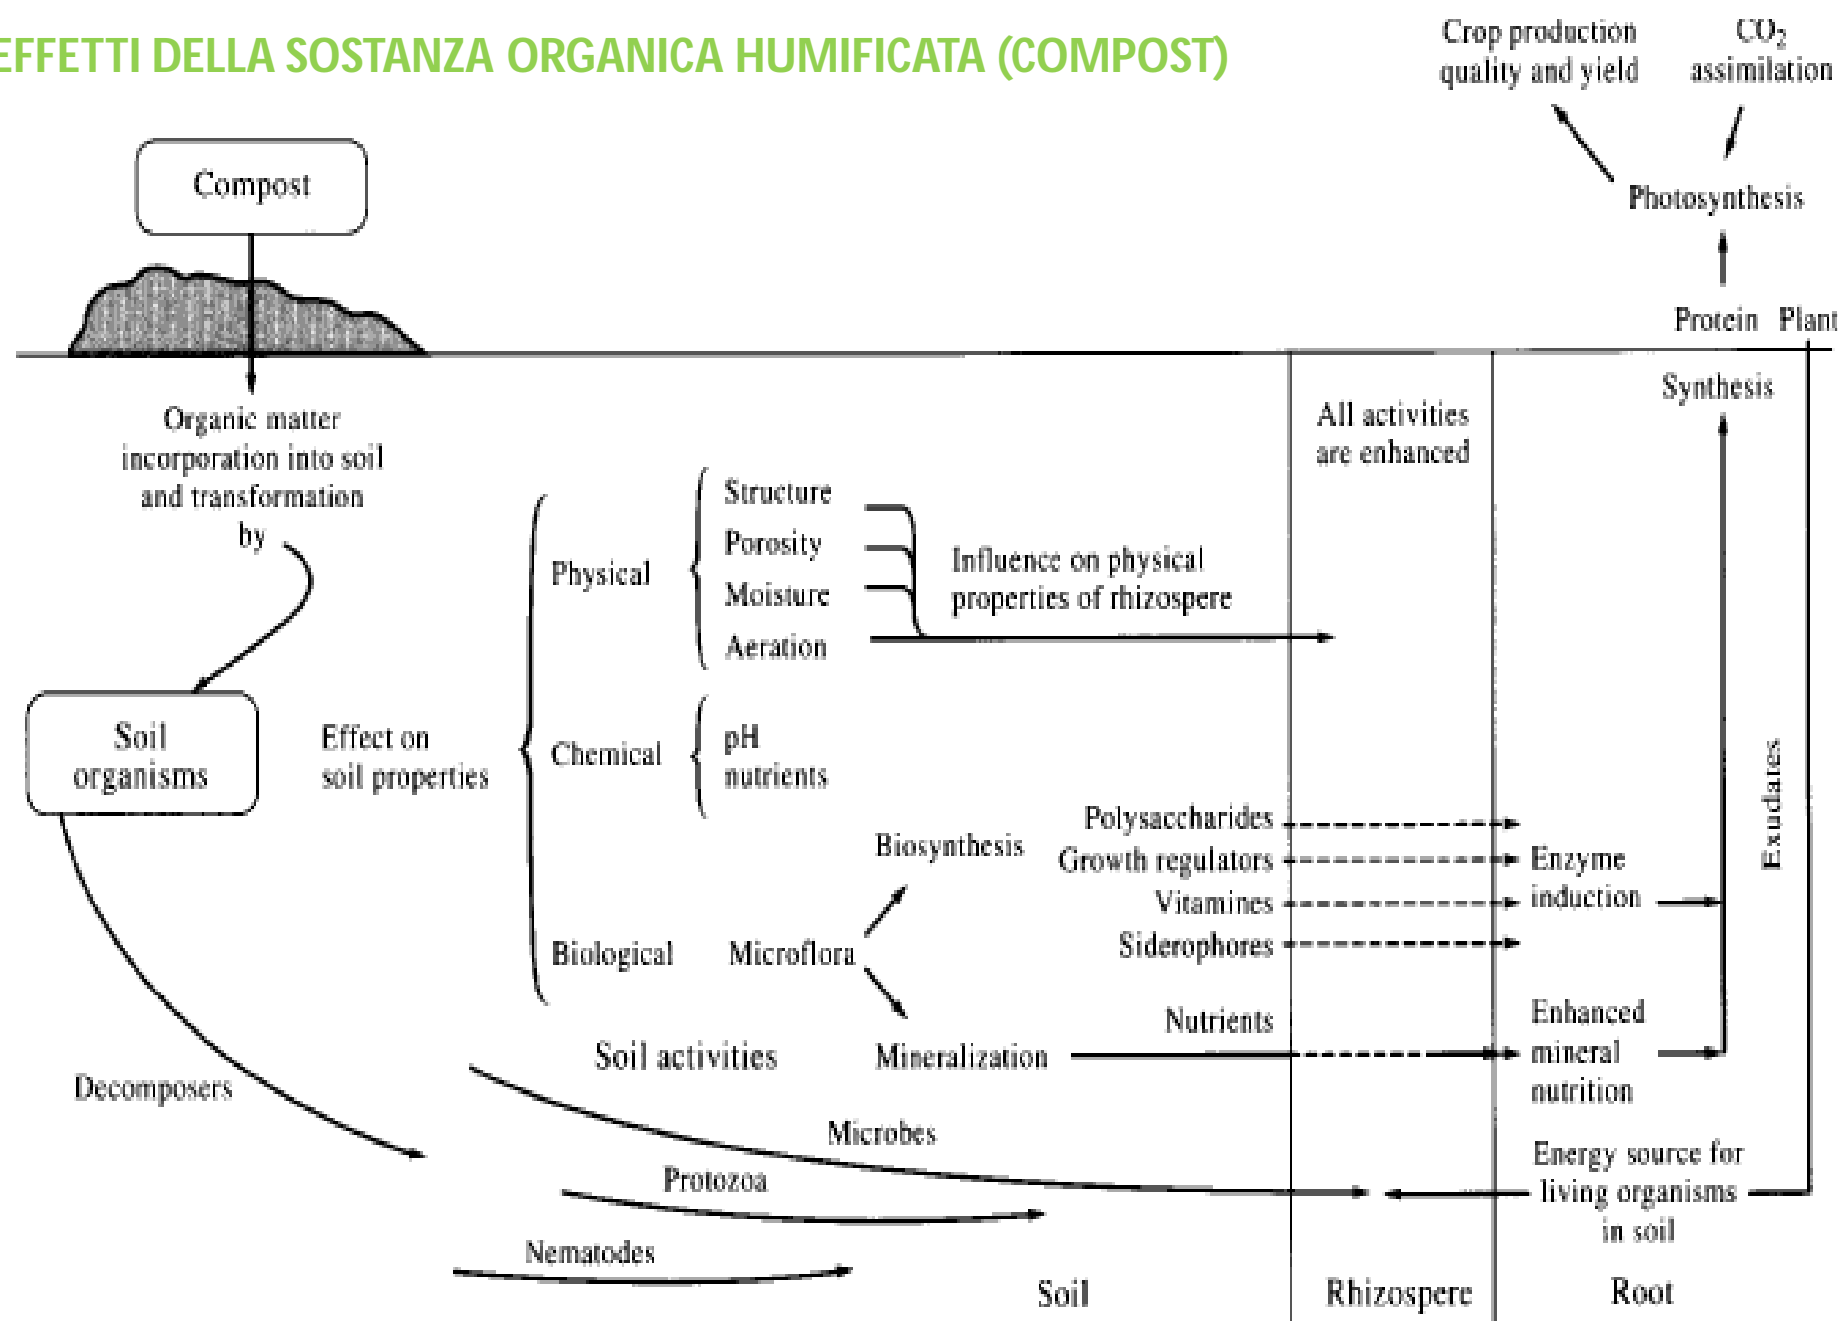 EFFETTI DELLA SOSTANZA ORGANICA HUMIFICATA (COMPOST)
Crop production
quality and yield
CO₂
assimilation
Compost
Photosynthesis
Protein Plant
Organic matter
incorporation into soil
and transformation
by
Synthesis
All activities
are enhanced
Structure
Porosity
Physical
Moisture
Aeration
Influence on physical
properties of rhizospere
Soil
organisms
Effect on
soil properties
Chemical
pH
nutrients
Exudates
Polysaccharides
Biosynthesis
Growth regulators
Vitamines
Siderophores
Enzyme
induction
Biological
Microflora
Nutrients
Enhanced
mineral
nutrition
Soil activities
Mineralization
Decomposers
Microbes
Protozoa
Nematodes
Energy source for
living organisms
in soil
Soil
Rhizospere
Root